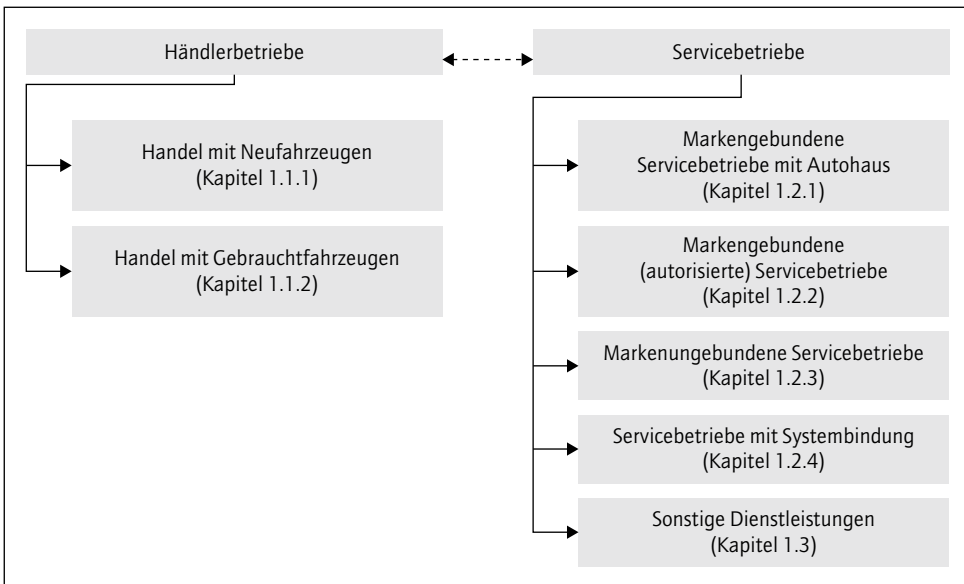 Händlerbetriebe
Handel mit Neufahrzeugen
(Kapitel 1.1.1)
Handel mit Gebrauchtfahrzeugen
(Kapitel 1.1.2)
Servicebetriebe
Markengebundene
Servicebetriebe mit Autohaus
(Kapitel 1.2.1)
Markengebundene
(autorisierte) Servicebetriebe
(Kapitel 1.2.2)
Markenungebundene Servicebetriebe
(Kapitel 1.2.3)
Servicebetriebe mit Systembindung
(Kapitel 1.2.4)
Sonstige Dienstleistungen
(Kapitel 1.3)